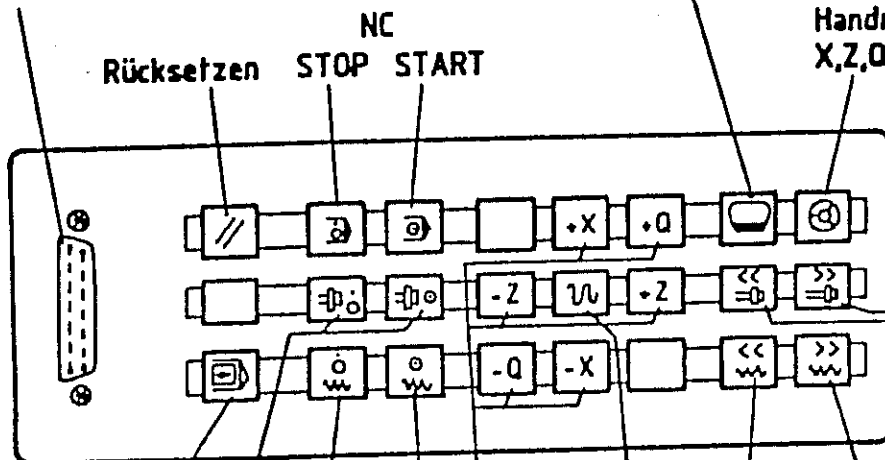 NC
Rücksetzen STOP START
X,Z,Q
+X +Q
-Z +Z << >>
-Q -X << >>